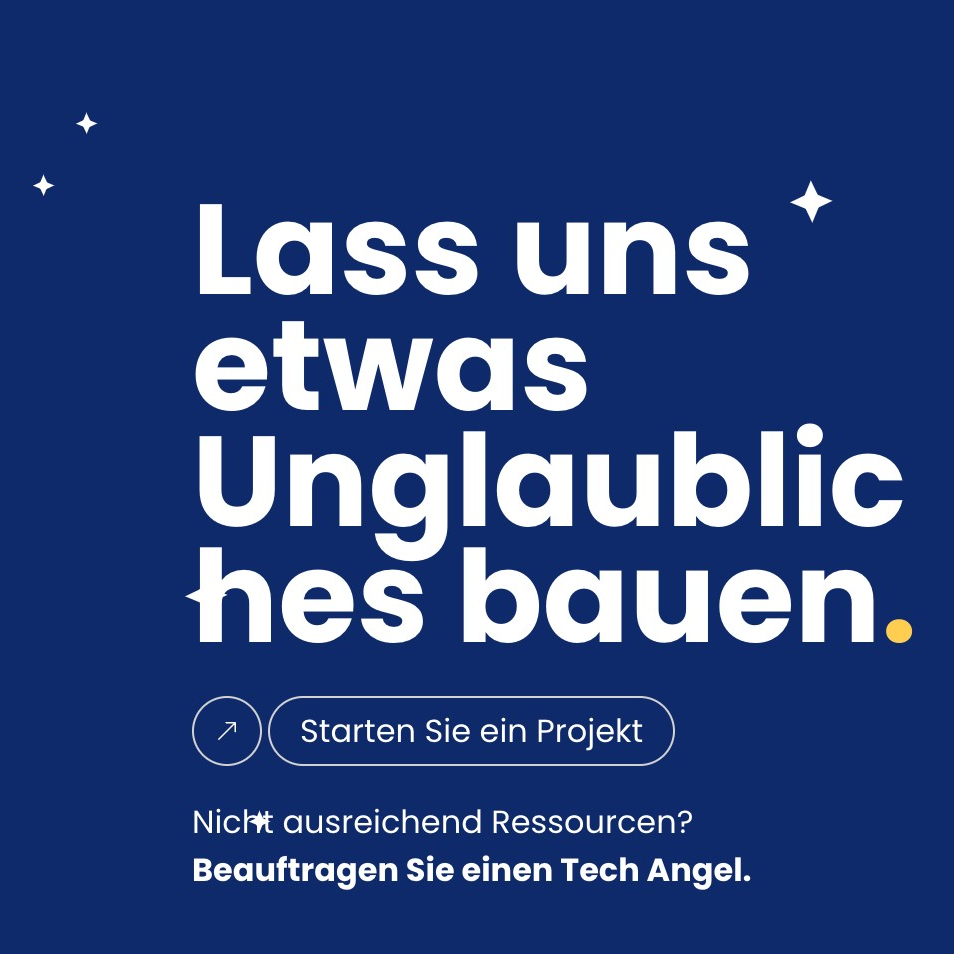 Lass uns
etwas
Unglaublic
hes bauen.
Starten Sie ein Projekt
Nicht ausreichend Ressourcen?
Beauftragen Sie einen Tech Angel.